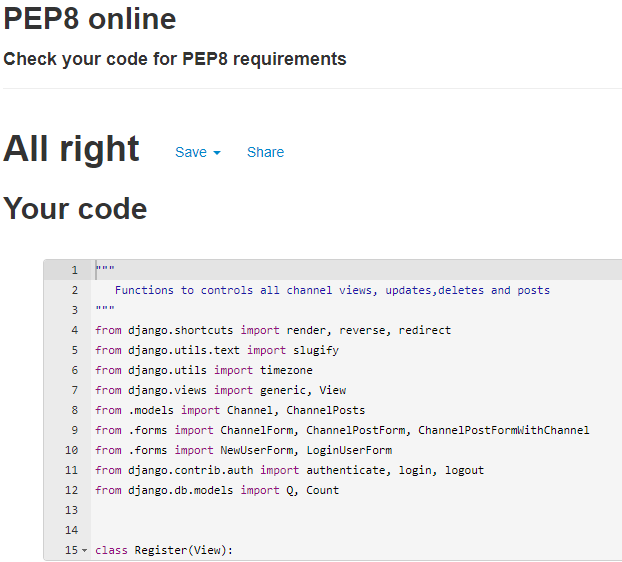 PEP8 online
Check your code for PEP8 requirements
All right Save Share
Your code
1 """
2 Functions to controls all channel views, updates,deletes and posts
3 """
4 from django.shortcuts import render, reverse, redirect
5 from django.utils.text import slugify
6 from django.utils import timezone
7 from django.views import generic, View
8 from .models import Channel, ChannelPosts
9 from .forms import ChannelForm, ChannelPostForm, ChannelPostFormWithChannel
10 from .forms import NewUserForm, LoginUserForm
11 from django.contrib.auth import authenticate, login, logout
12 from django.db.models import Q, Count
13
14
15 class Register(View):